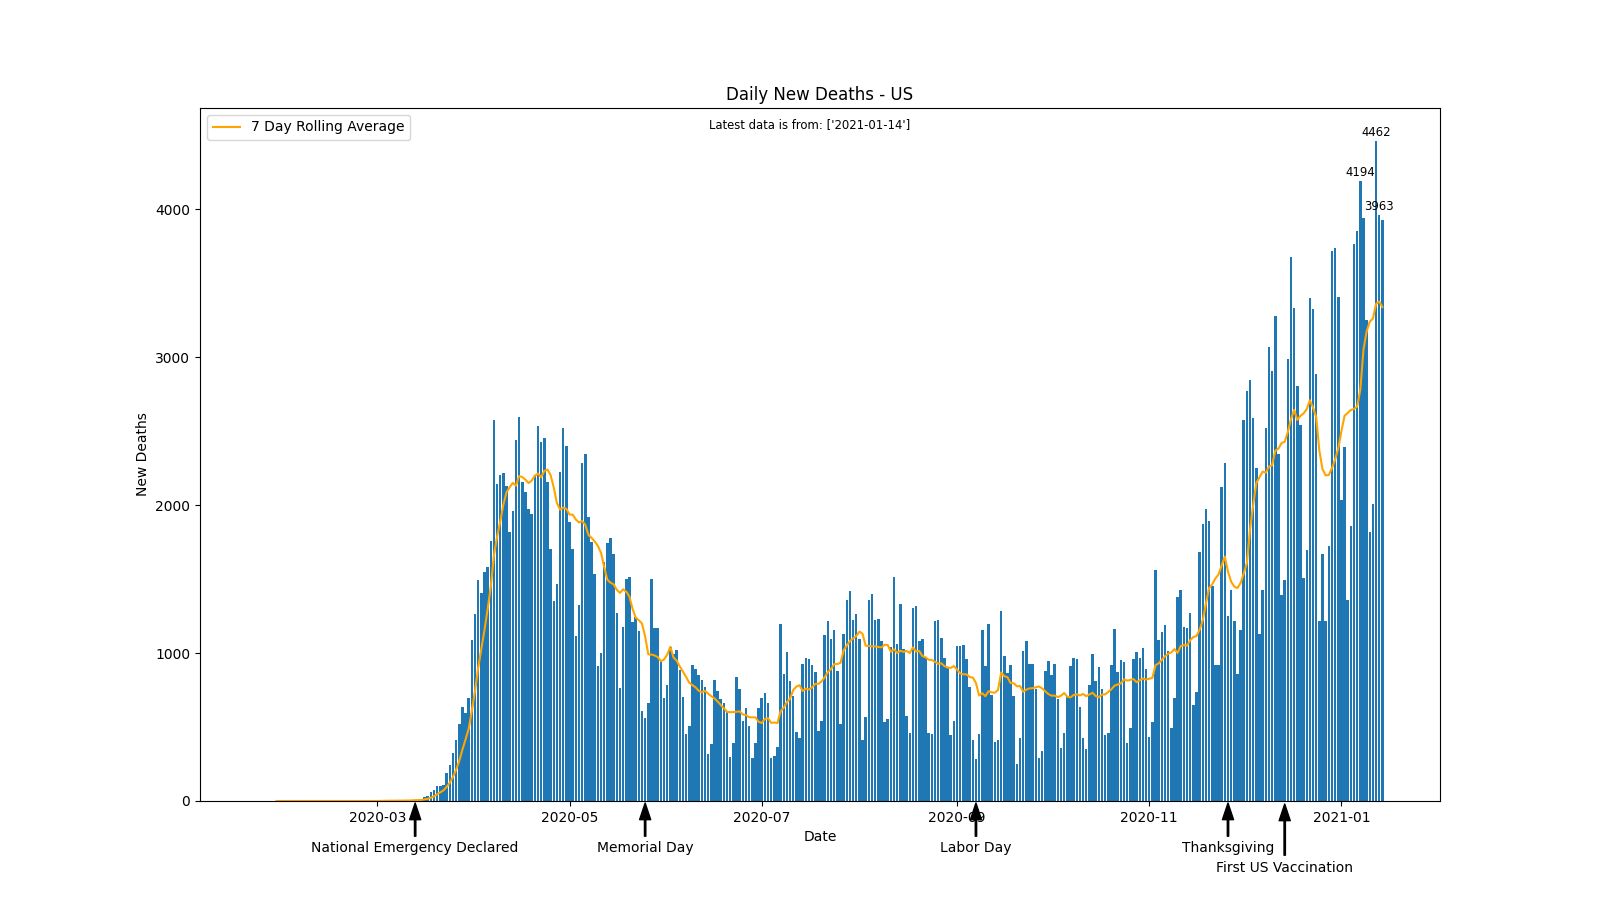 Daily New Deaths - US
7 Day Rolling Average
Latest data is from: ['2021-01-14']
4462
4194
3963
4000
3000
2000
1000
0
New Deaths
2020-03
2020-05
2020-07
2020-09
2020-11
2021-01
Date
National Emergency Declared
Memorial Day
Labor Day
Thanksgiving
First US Vaccination